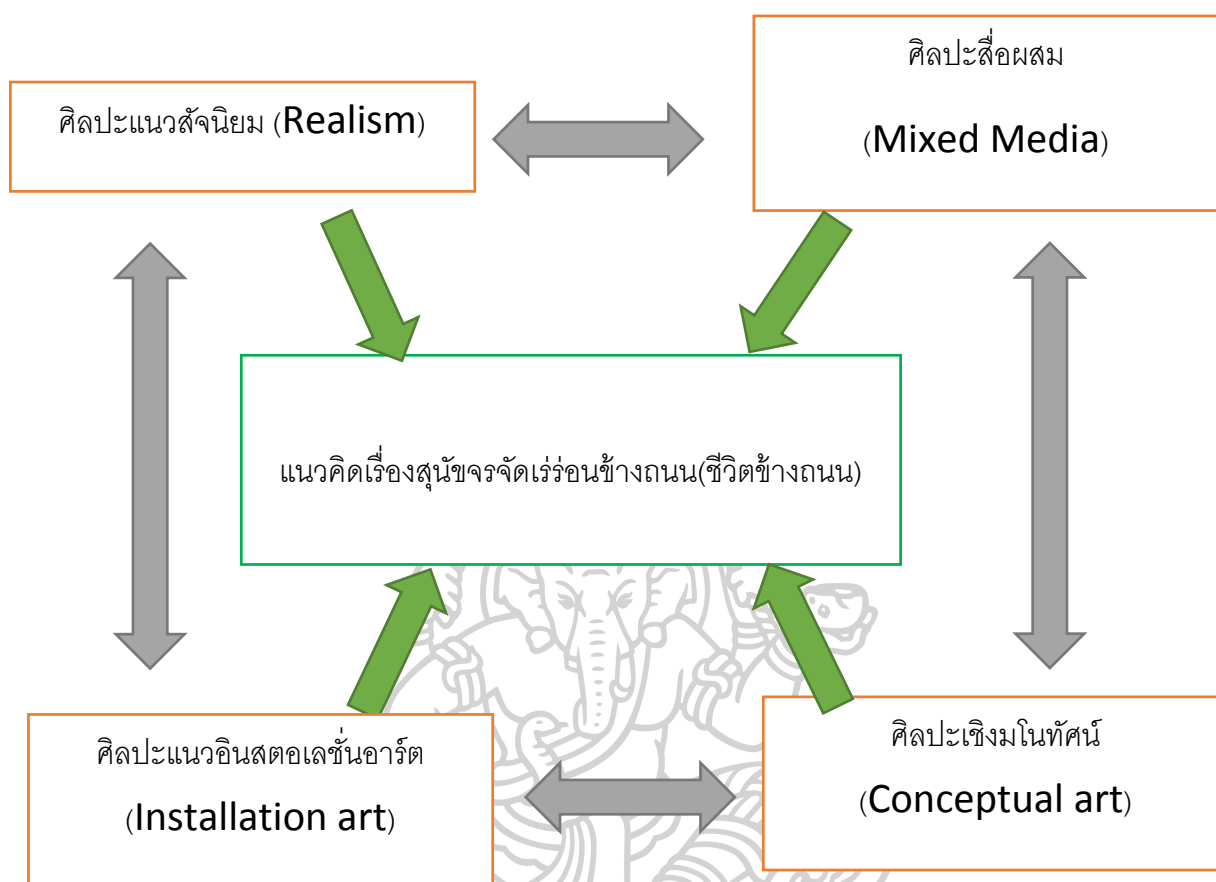 ศิลปะแนวสัจนิยม (Realism)
ศิลปะสื่อผสม
(Mixed Media)
แนวคิดเรื่องสุนัขจรจัดเร่ร่อนข้างถนน(ชีวิตข้างถนน)
ศิลปะแนวอินสตอเลชั่นอาร์ต
(Installation art)
ศิลปะเชิงมโนทัศน์
(Conceptual art)